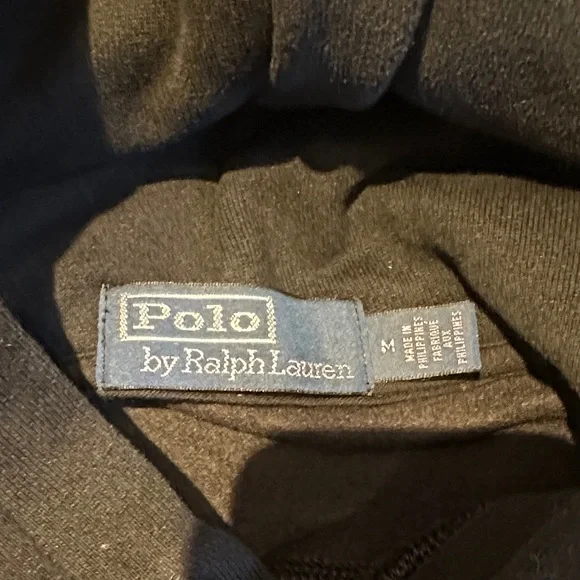 Polo
by Ralph Lauren
M
MADE IN
PHILIPPINES
FABRIQUE
AUX
PHILIPPINES